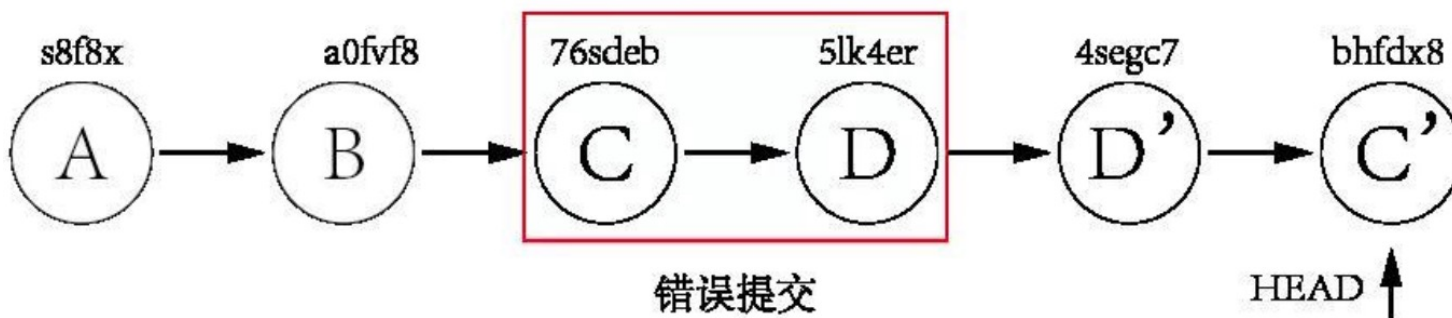 s8f8x a0fvf8 76sdeb 5lk4er 4segc7 bhfdx8
A B C D D’ C’
错误提交
HEAD